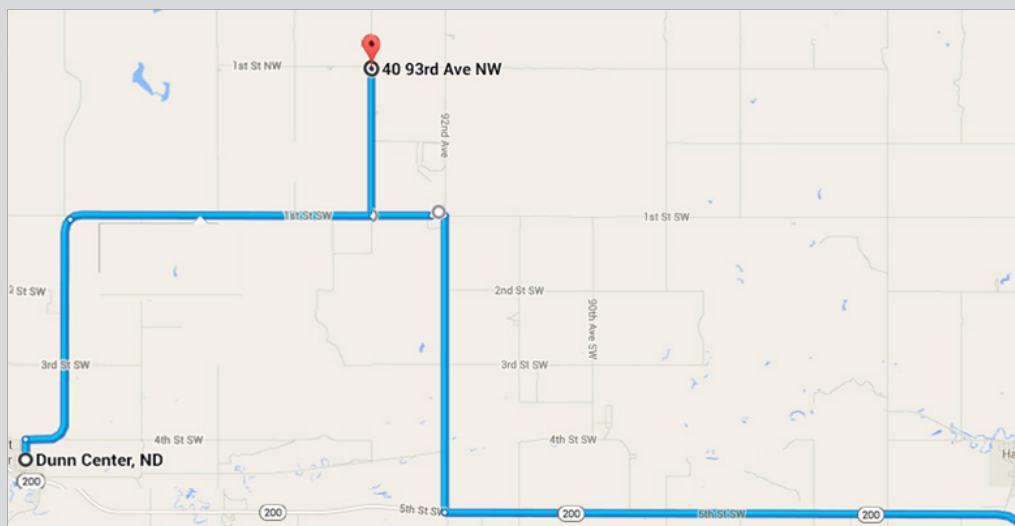 1st St NW
40 93rd Ave NW
92nd Ave
1st St SW
1st St SW
St SW
2nd St SW
90th Ave SW
3rd St SW
3rd St SW
4th St SW
4th St SW
Dunn Center, ND
Ha
200
200
5th St SW
200
5th St SW
200